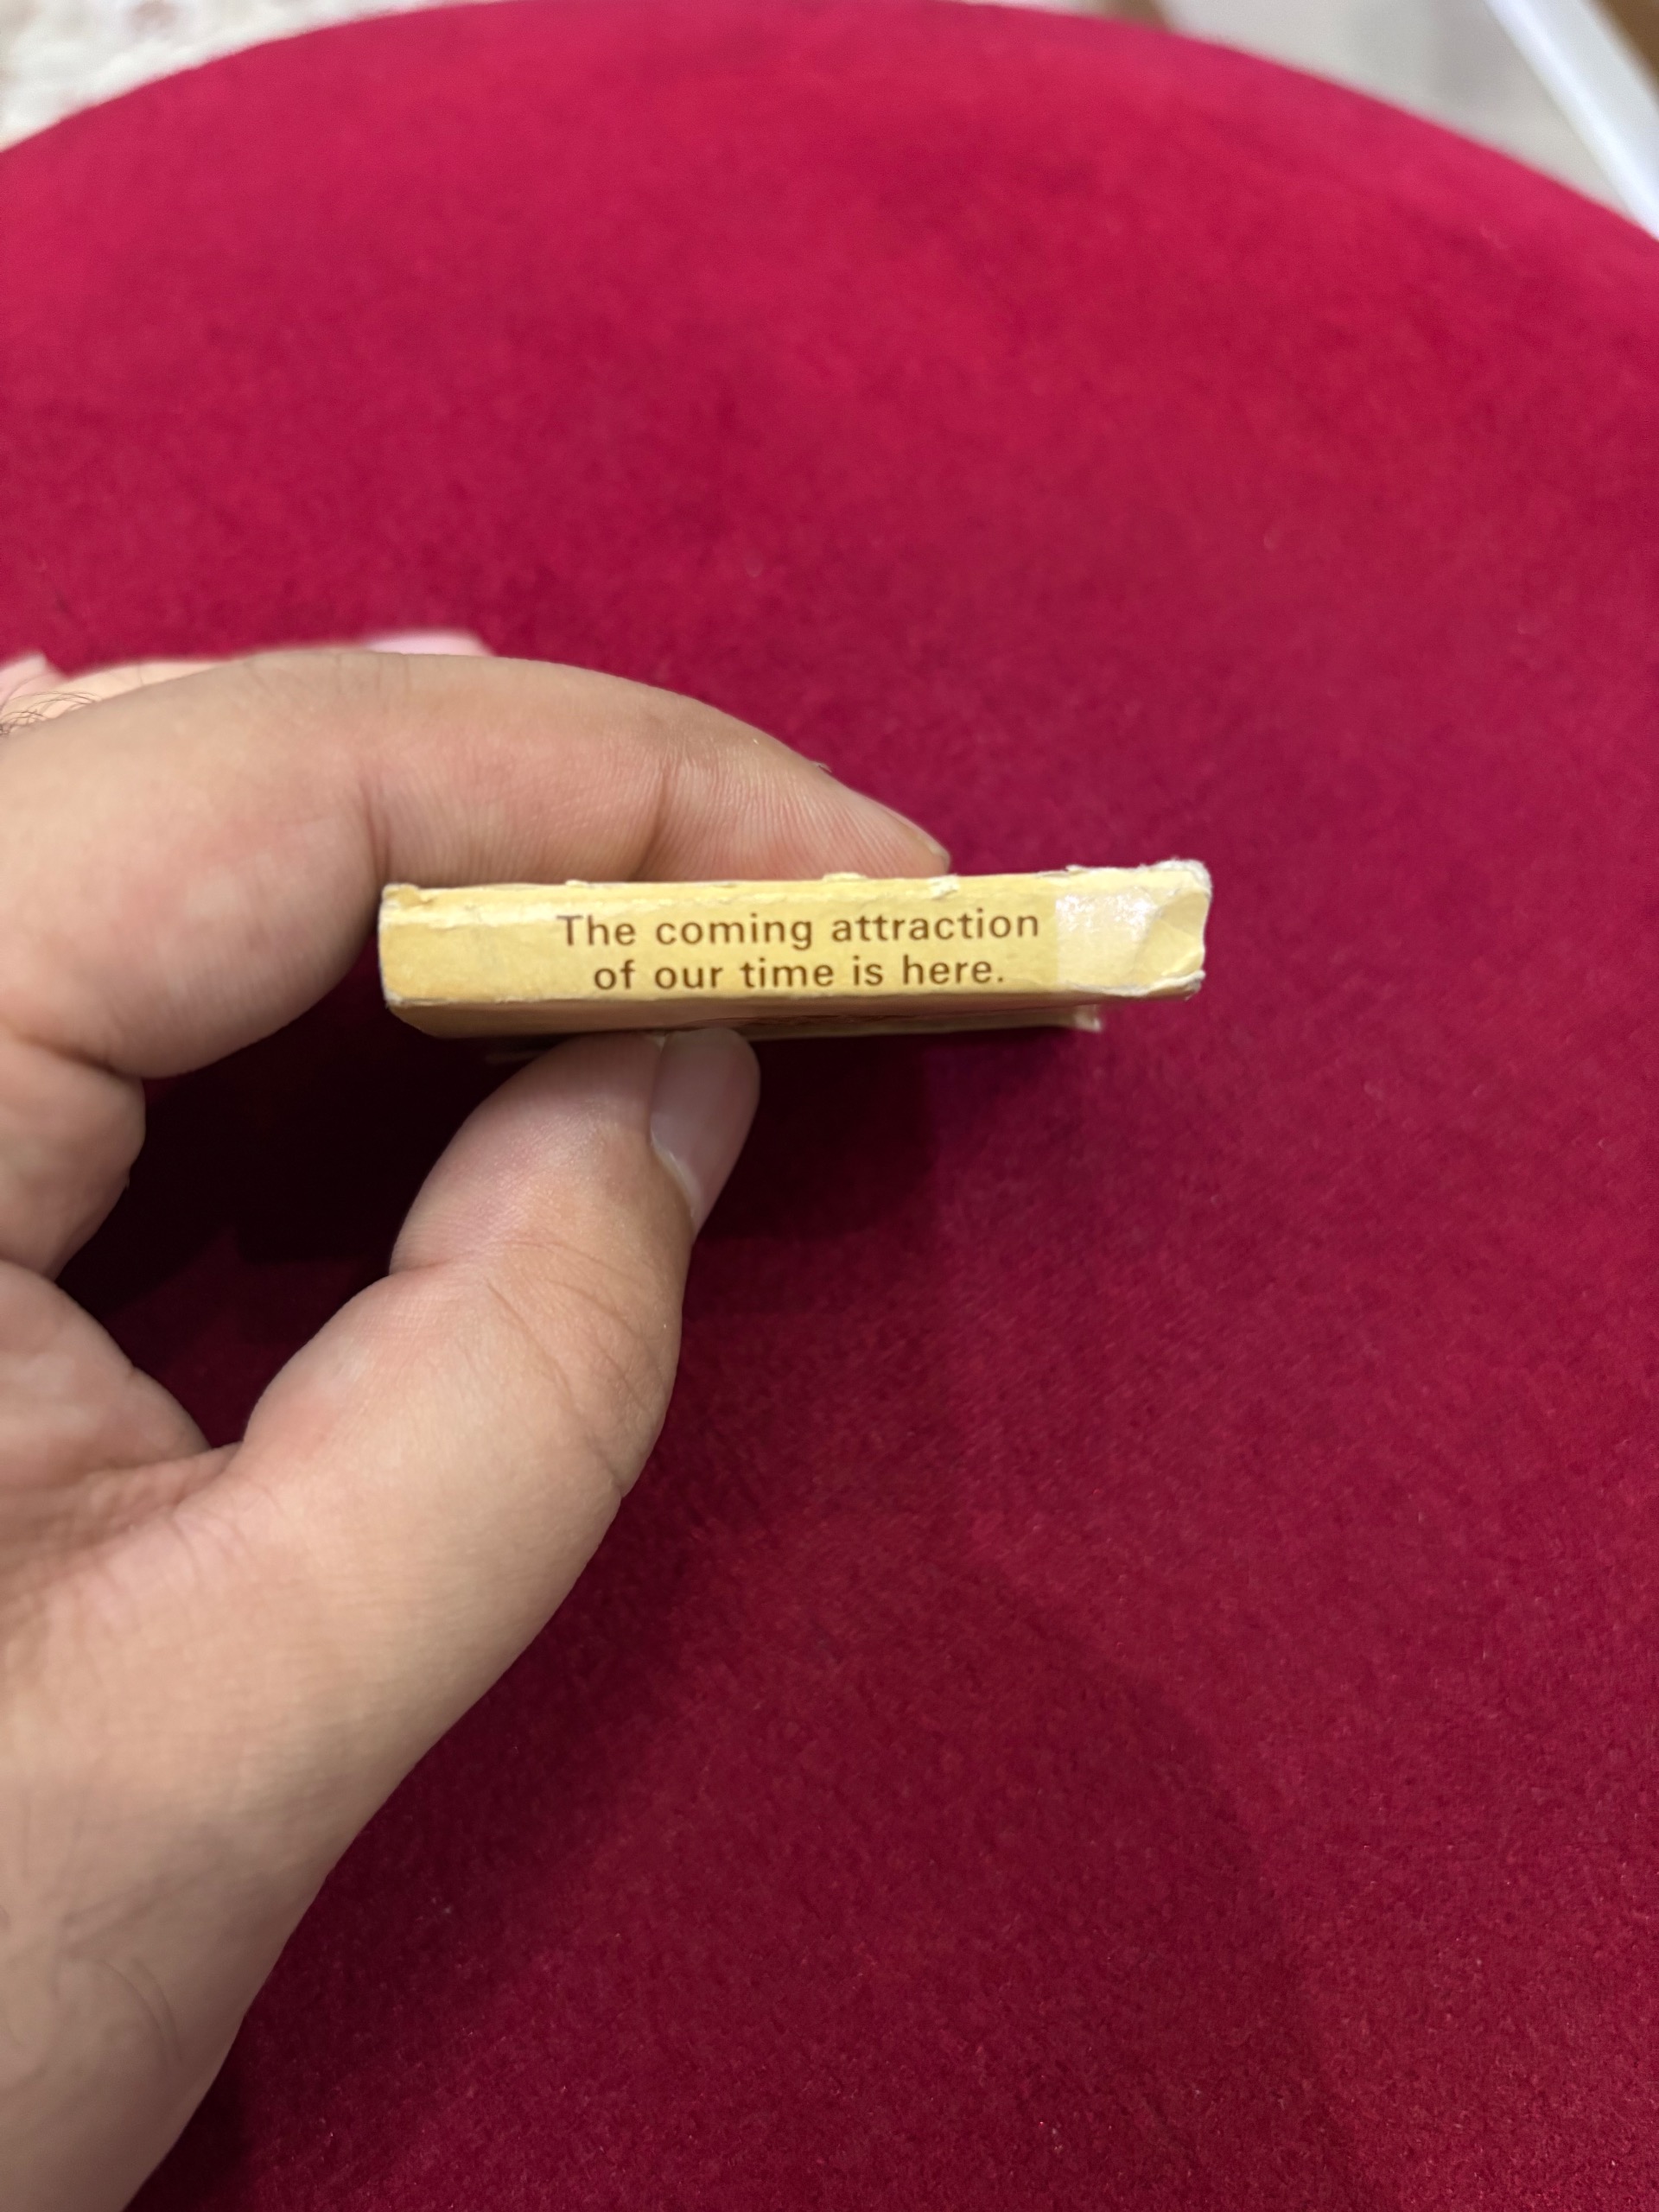 The coming attraction
of our time is here.